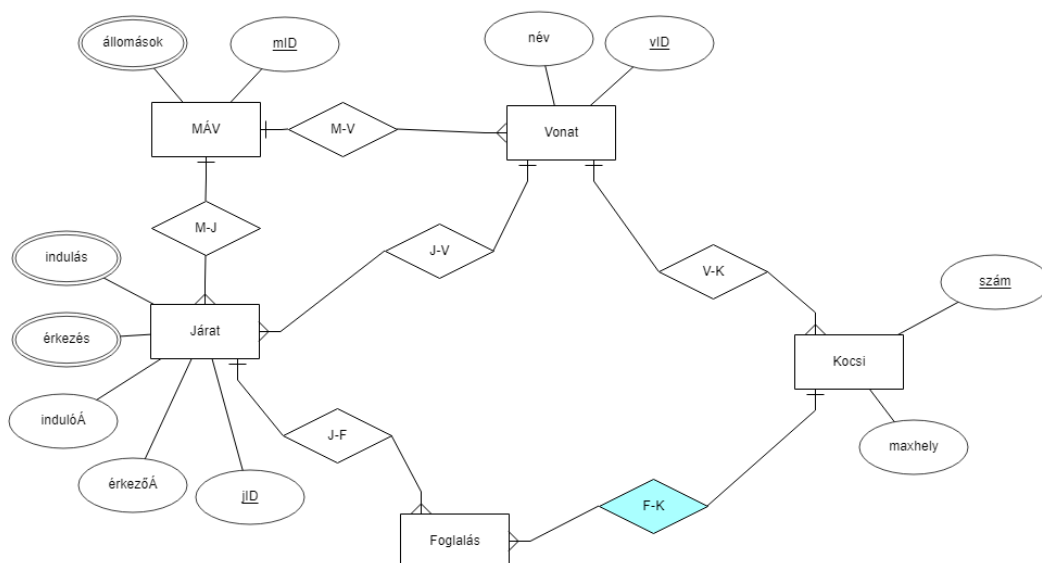 állomások
mID
név
vID
MÁV
M-V
Vonat
M-J
J-V
indulás
V-K
szám
Járat
érkezés
Kocsi
indulóÁ
J-F
maxhely
érkezőÁ
jID
F-K
Foglalás